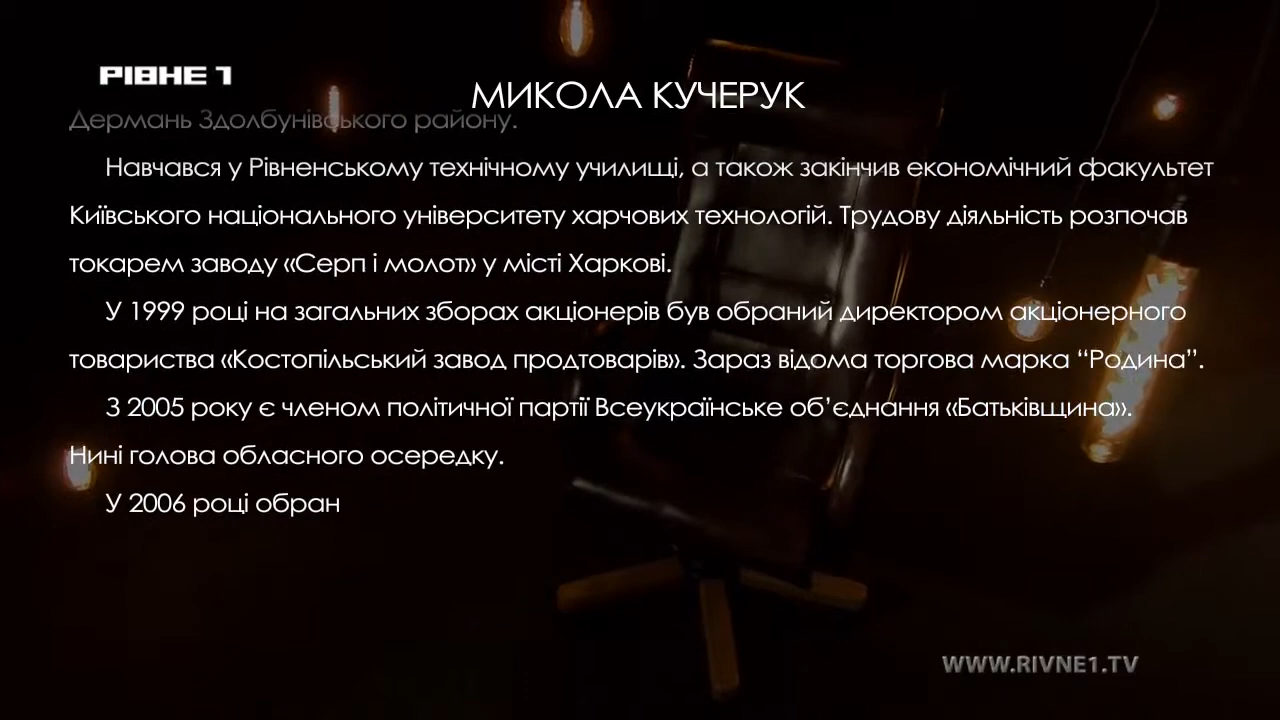 РІВНЕ 1
МИКОЛА КУЧЕРУК
Дермань Здолбунівського району.
Навчався у Рівненському технічному училищі, а також закінчив економічний факультет
Київського національного університету харчових технологій. Трудову діяльність розпочав
токарем заводу «Серп і молот» у місті Харкові.
У 1999 році на загальних зборах акціонерів був обраний директором акціонерного
товариства «Костопільський завод продтоварів». Зараз відома торгова марка “Родина”.
З 2005 року є членом політичної партії Всеукраїнське об’єднання «Батьківщина».
Нині голова обласного осередку.
У 2006 році обран
WWW.RIVNE1.TV